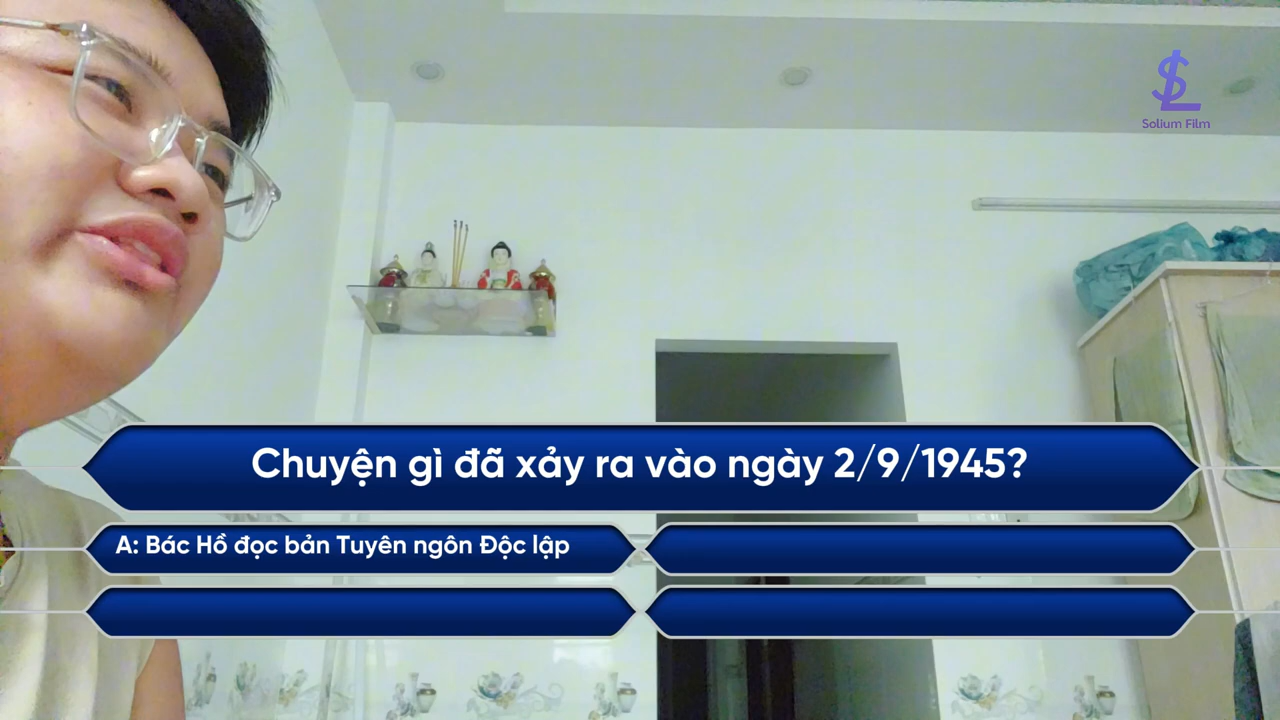 Solium Film
Chuyện gì đã xảy ra vào ngày 2/9/1945?
A: Bác Hồ đọc bản Tuyên ngôn Độc lập